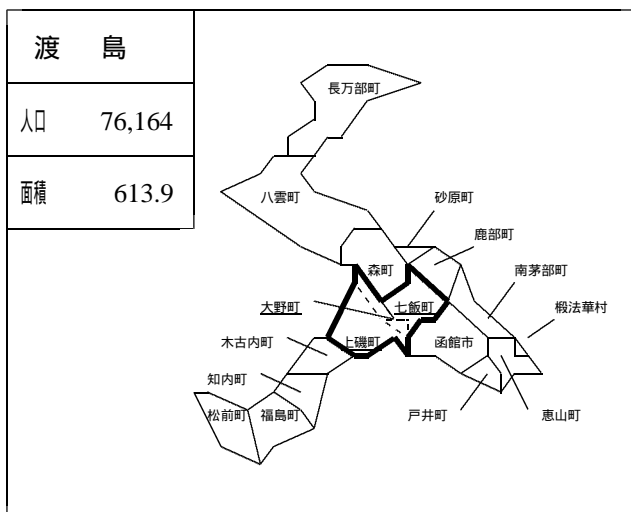 渡 島
人口 76,164
面積 613.9
長万部町
八雲町
砂原町
鹿部町
森町
南茅部町
大野町
七飯町
椴法華村
木古内町
上磯町
函館市
知内町
松前町
福島町
戸井町
恵山町